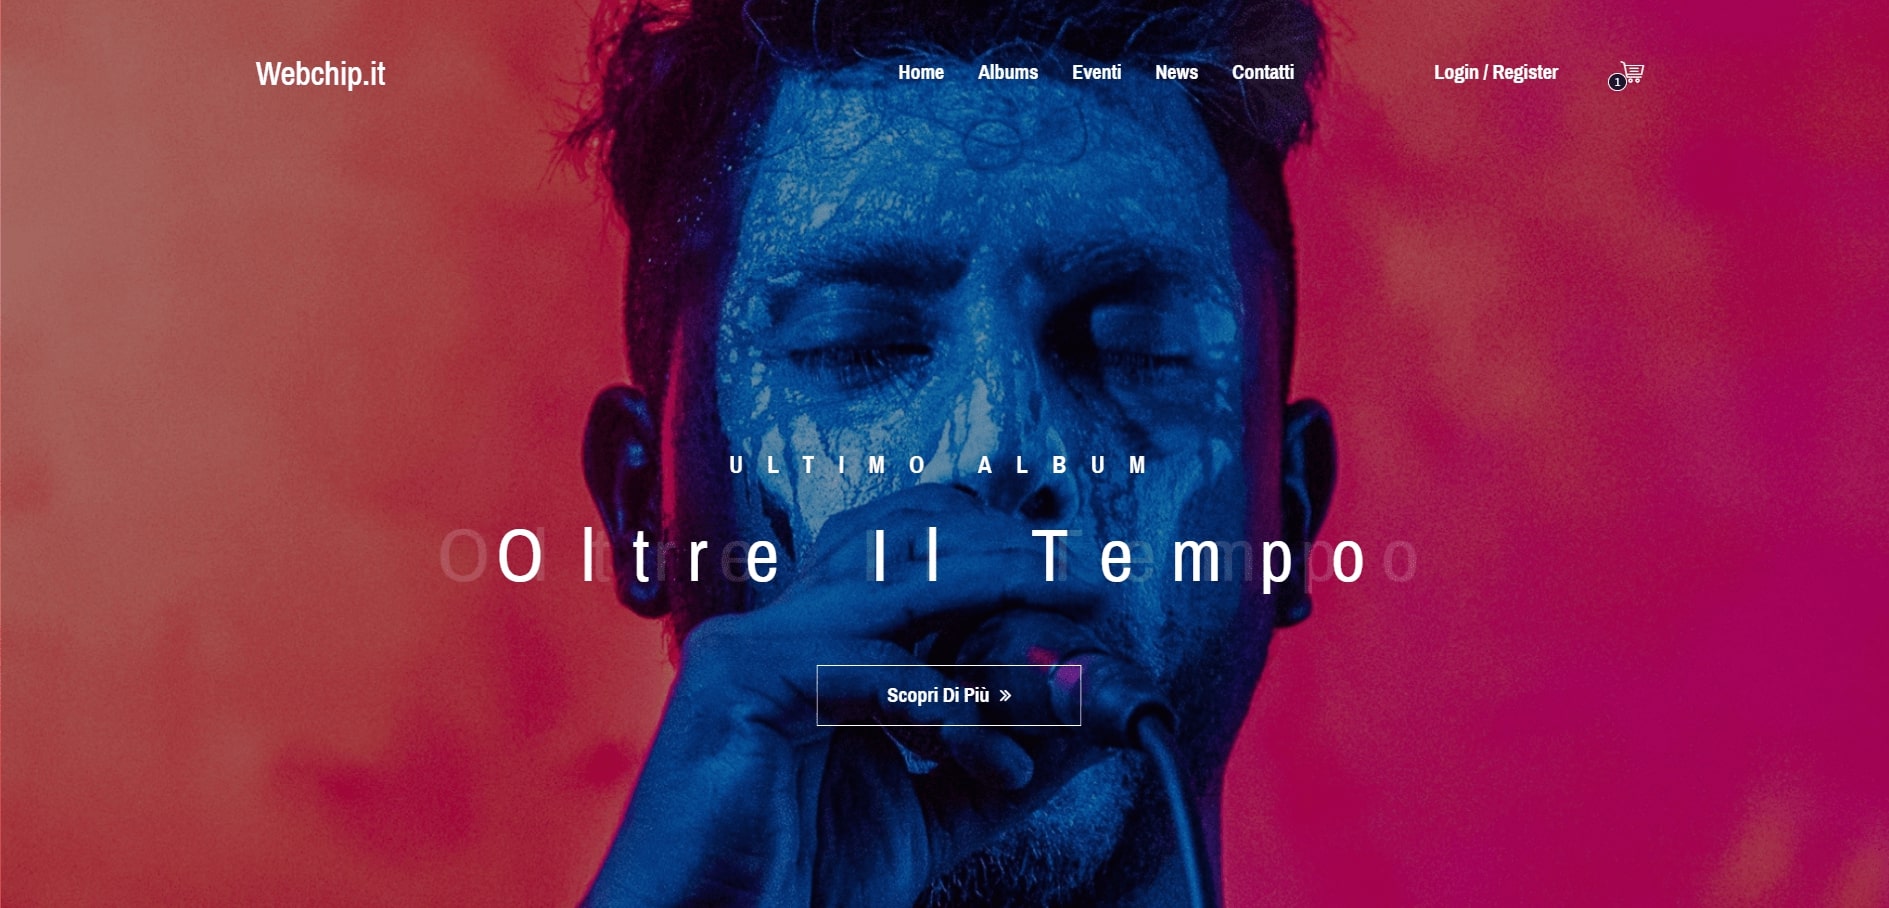 Webchip.it
Home Albums Eventi News Contatti
Login / Register
1
ULTIMO ALBUM
Oltre Il Tempo
Scopri Di Più »